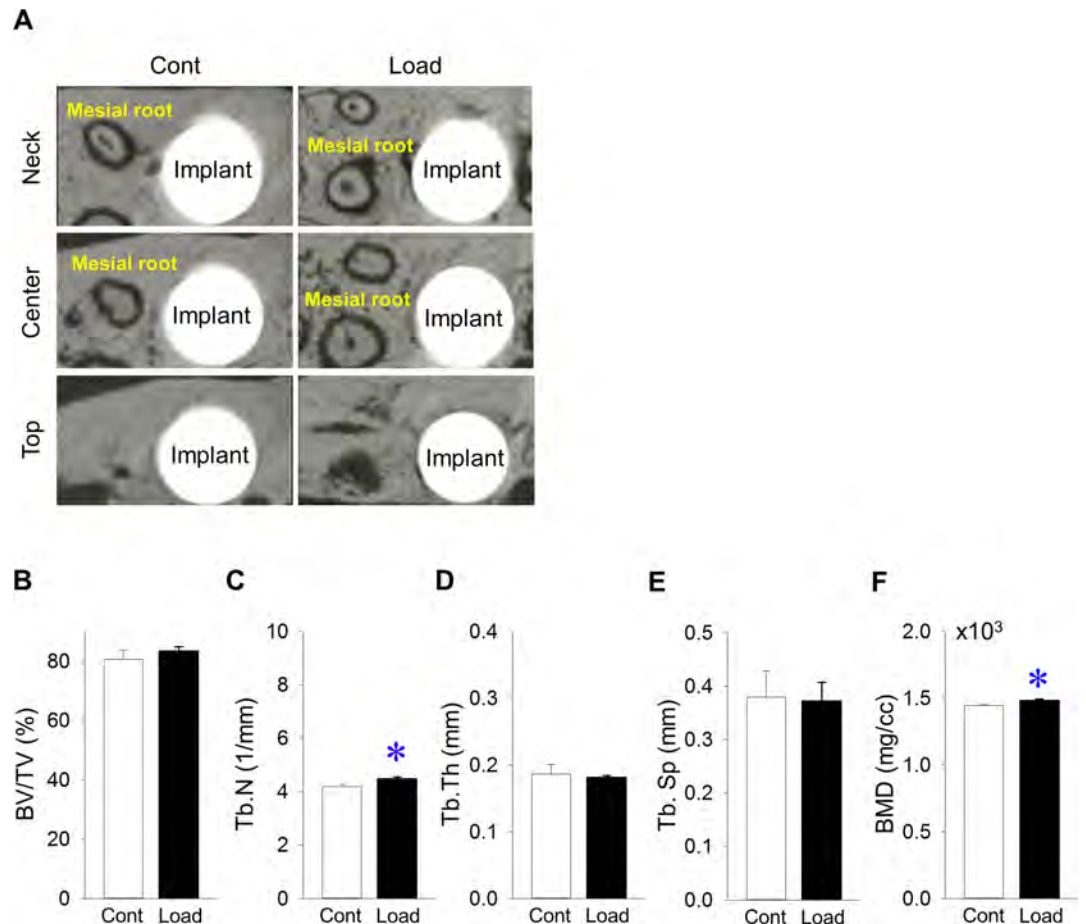 A
Cont Load
Neck
Mesial root
Implant
Mesial root
Implant
Center
Mesial root
Implant
Mesial root
Implant
Top
Implant
Implant
B
BV/TV (%)
80
60
40
20
0
Cont Load
C
Tb.N (1/mm)
10
8
6
4
2
0
*
Cont Load
D
Tb.Th (mm)
0.4
0.3
0.2
0.1
0.0
Cont Load
E
Tb. Sp (mm)
0.5
0.4
0.3
0.2
0.1
0.0
Cont Load
F
BMD (mg/cc)
x10³
2.0
1.5
1.0
0.5
0.0
*
Cont Load